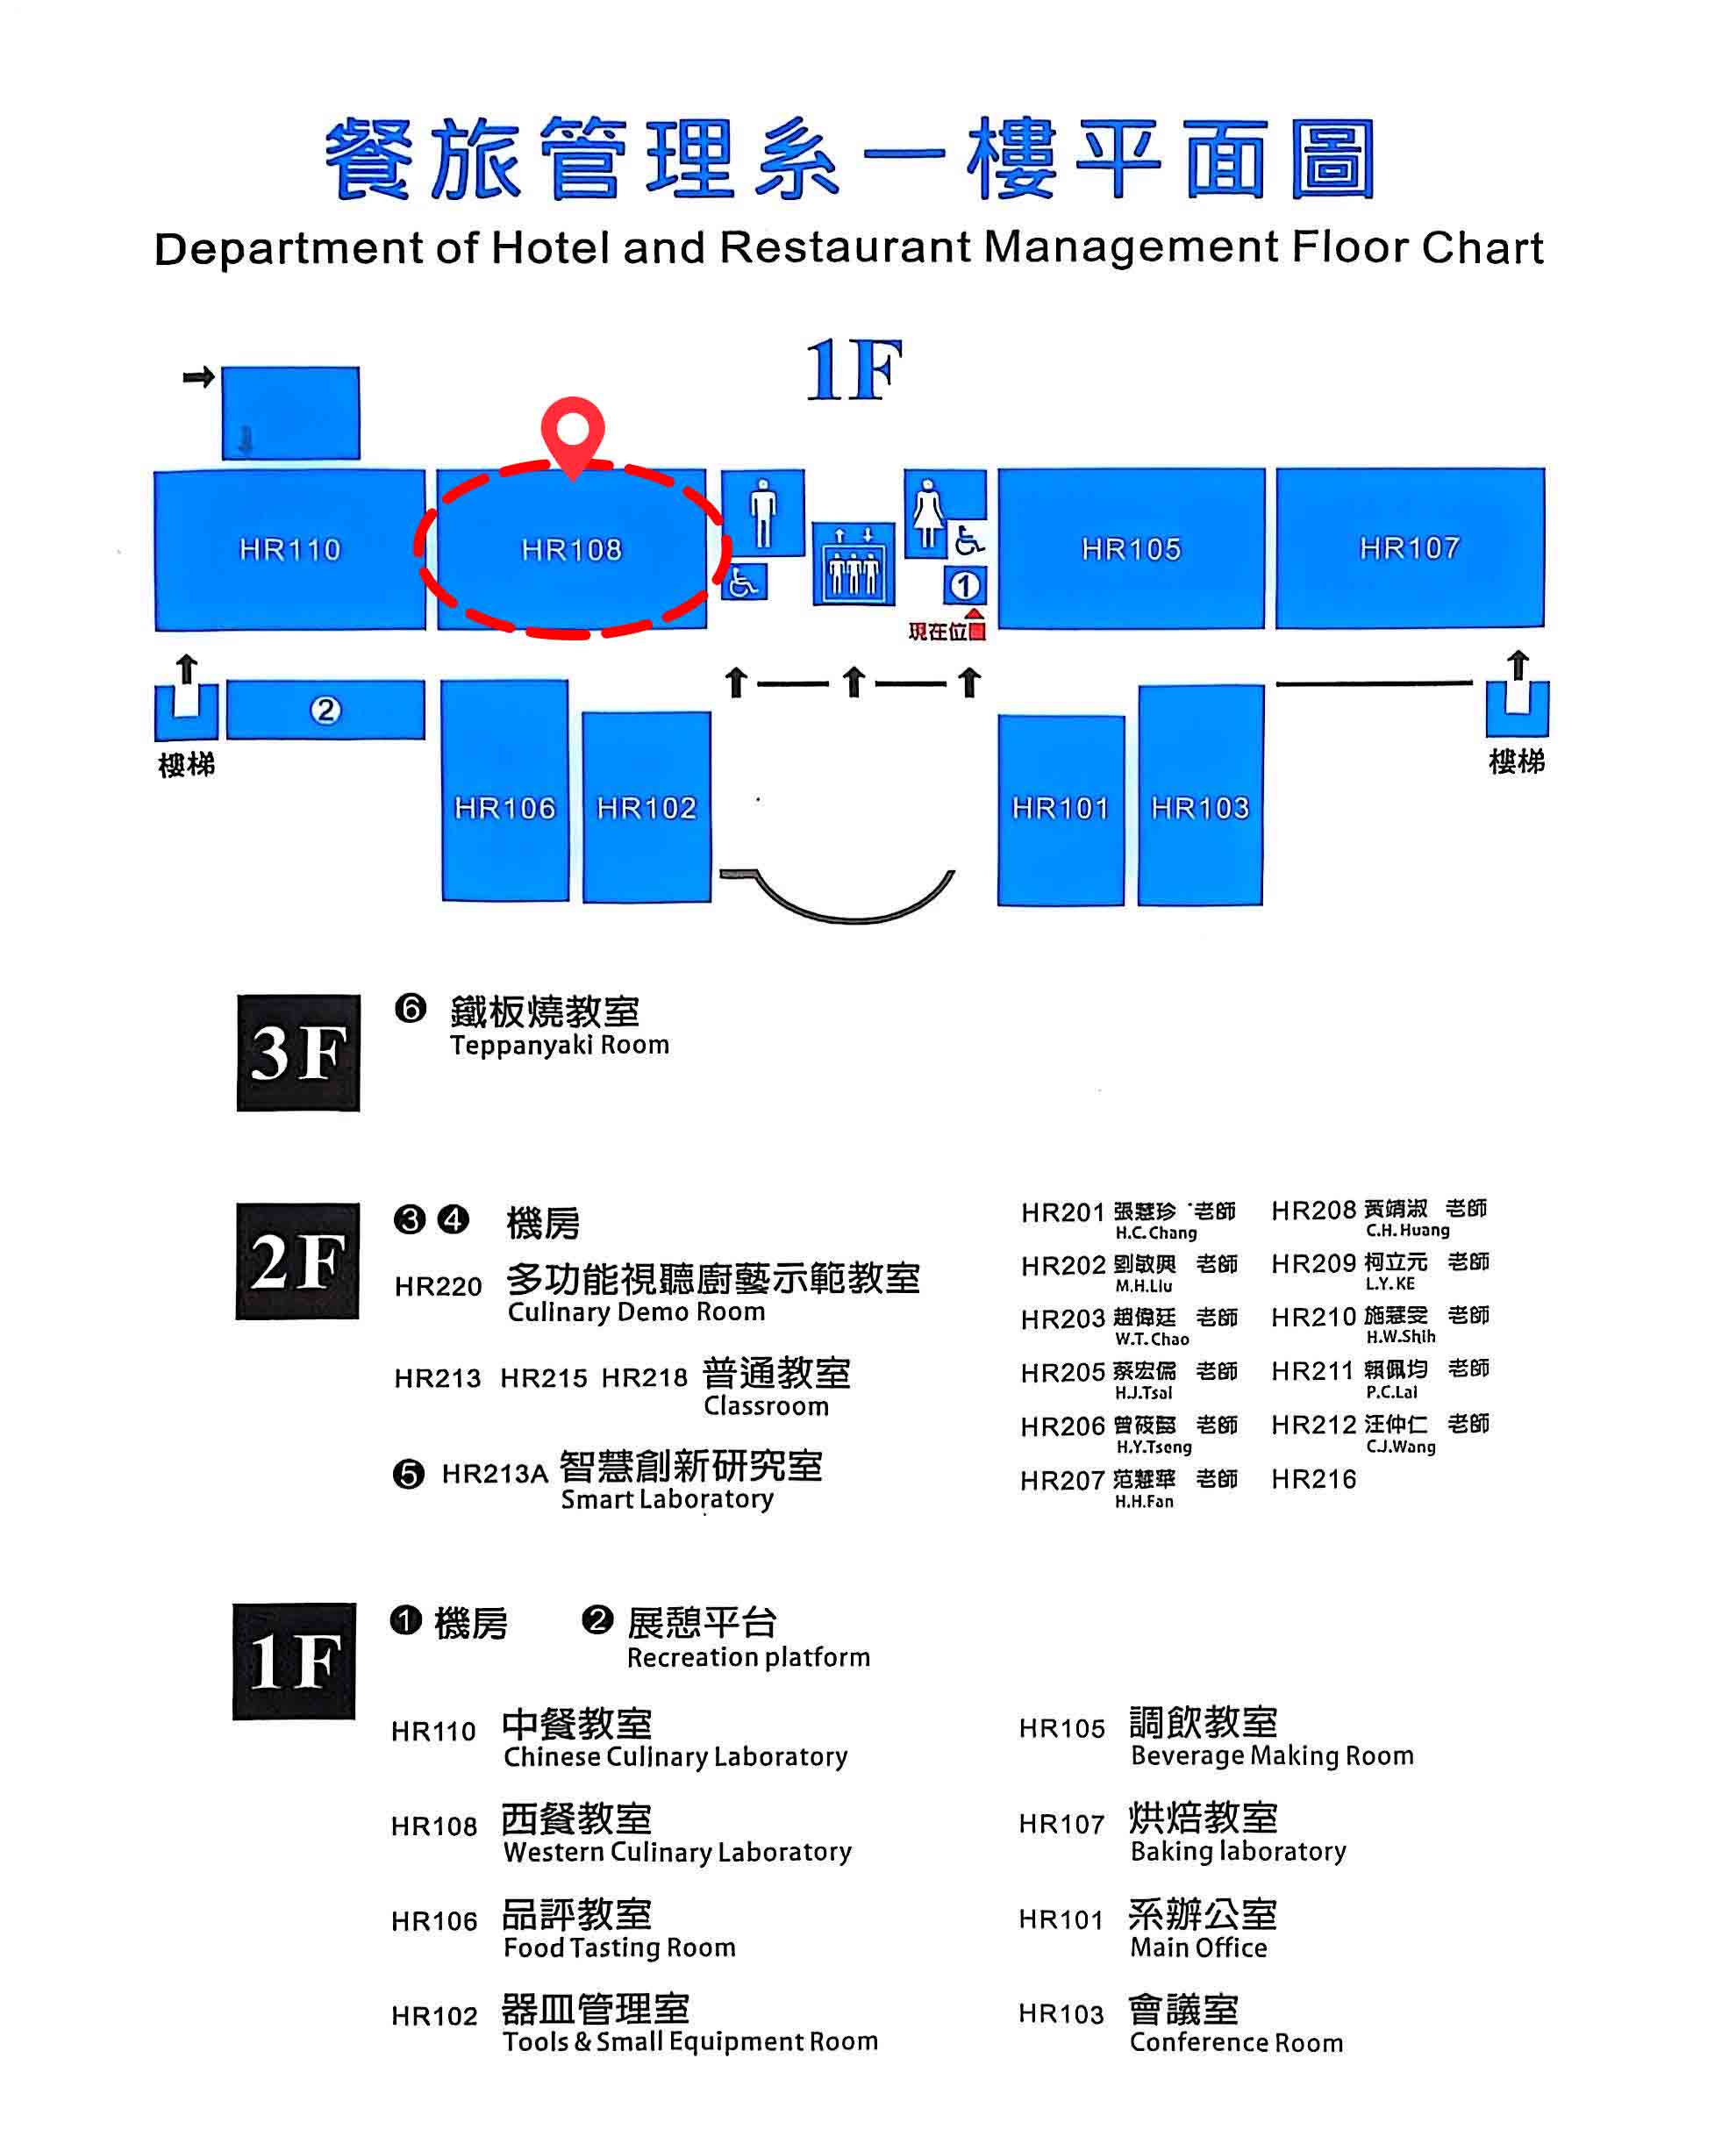 餐旅管理系一樓平面圖
Department of Hotel and Restaurant Management Floor Chart
1F
HR110
HR108
HR105
HR107
1
現在位置
2
樓梯
樓梯
HR106
HR102
HR101
HR103
3F
6 鐵板燒教室
Teppanyaki Room
2F
3 4 機房
HR220 多功能視聽廚藝示範教室
Culinary Demo Room
HR213 HR215 HR218 普通教室
Classroom
5 HR213A 智慧創新研究室
Smart Laboratory
HR201 張慧珍 老師
H.C.Chang
HR202 劉敏興 老師
M.H.Liu
HR203 趙偉廷 老師
W.T.Chao
HR205 蔡宏儒 老師
H.J.Tsai
HR206 曾筱懿 老師
H.Y.Tseng
HR207 范慧華 老師
H.H.Fan
HR208 黃靖淑 老師
C.H.Huang
HR209 柯立元 老師
L.Y.KE
HR210 施慧雯 老師
H.W.Shih
HR211 賴佩均 老師
P.C.Lai
HR212 汪仲仁 老師
C.J.Wang
HR216
1F
1 機房 2 展憩平台
Recreation platform
HR110 中餐教室
Chinese Culinary Laboratory
HR108 西餐教室
Western Culinary Laboratory
HR106 品評教室
Food Tasting Room
HR102 器皿管理室
Tools & Small Equipment Room
HR105 調飲教室
Beverage Making Room
HR107 烘焙教室
Baking laboratory
HR101 系辦公室
Main Office
HR103 會議室
Conference Room